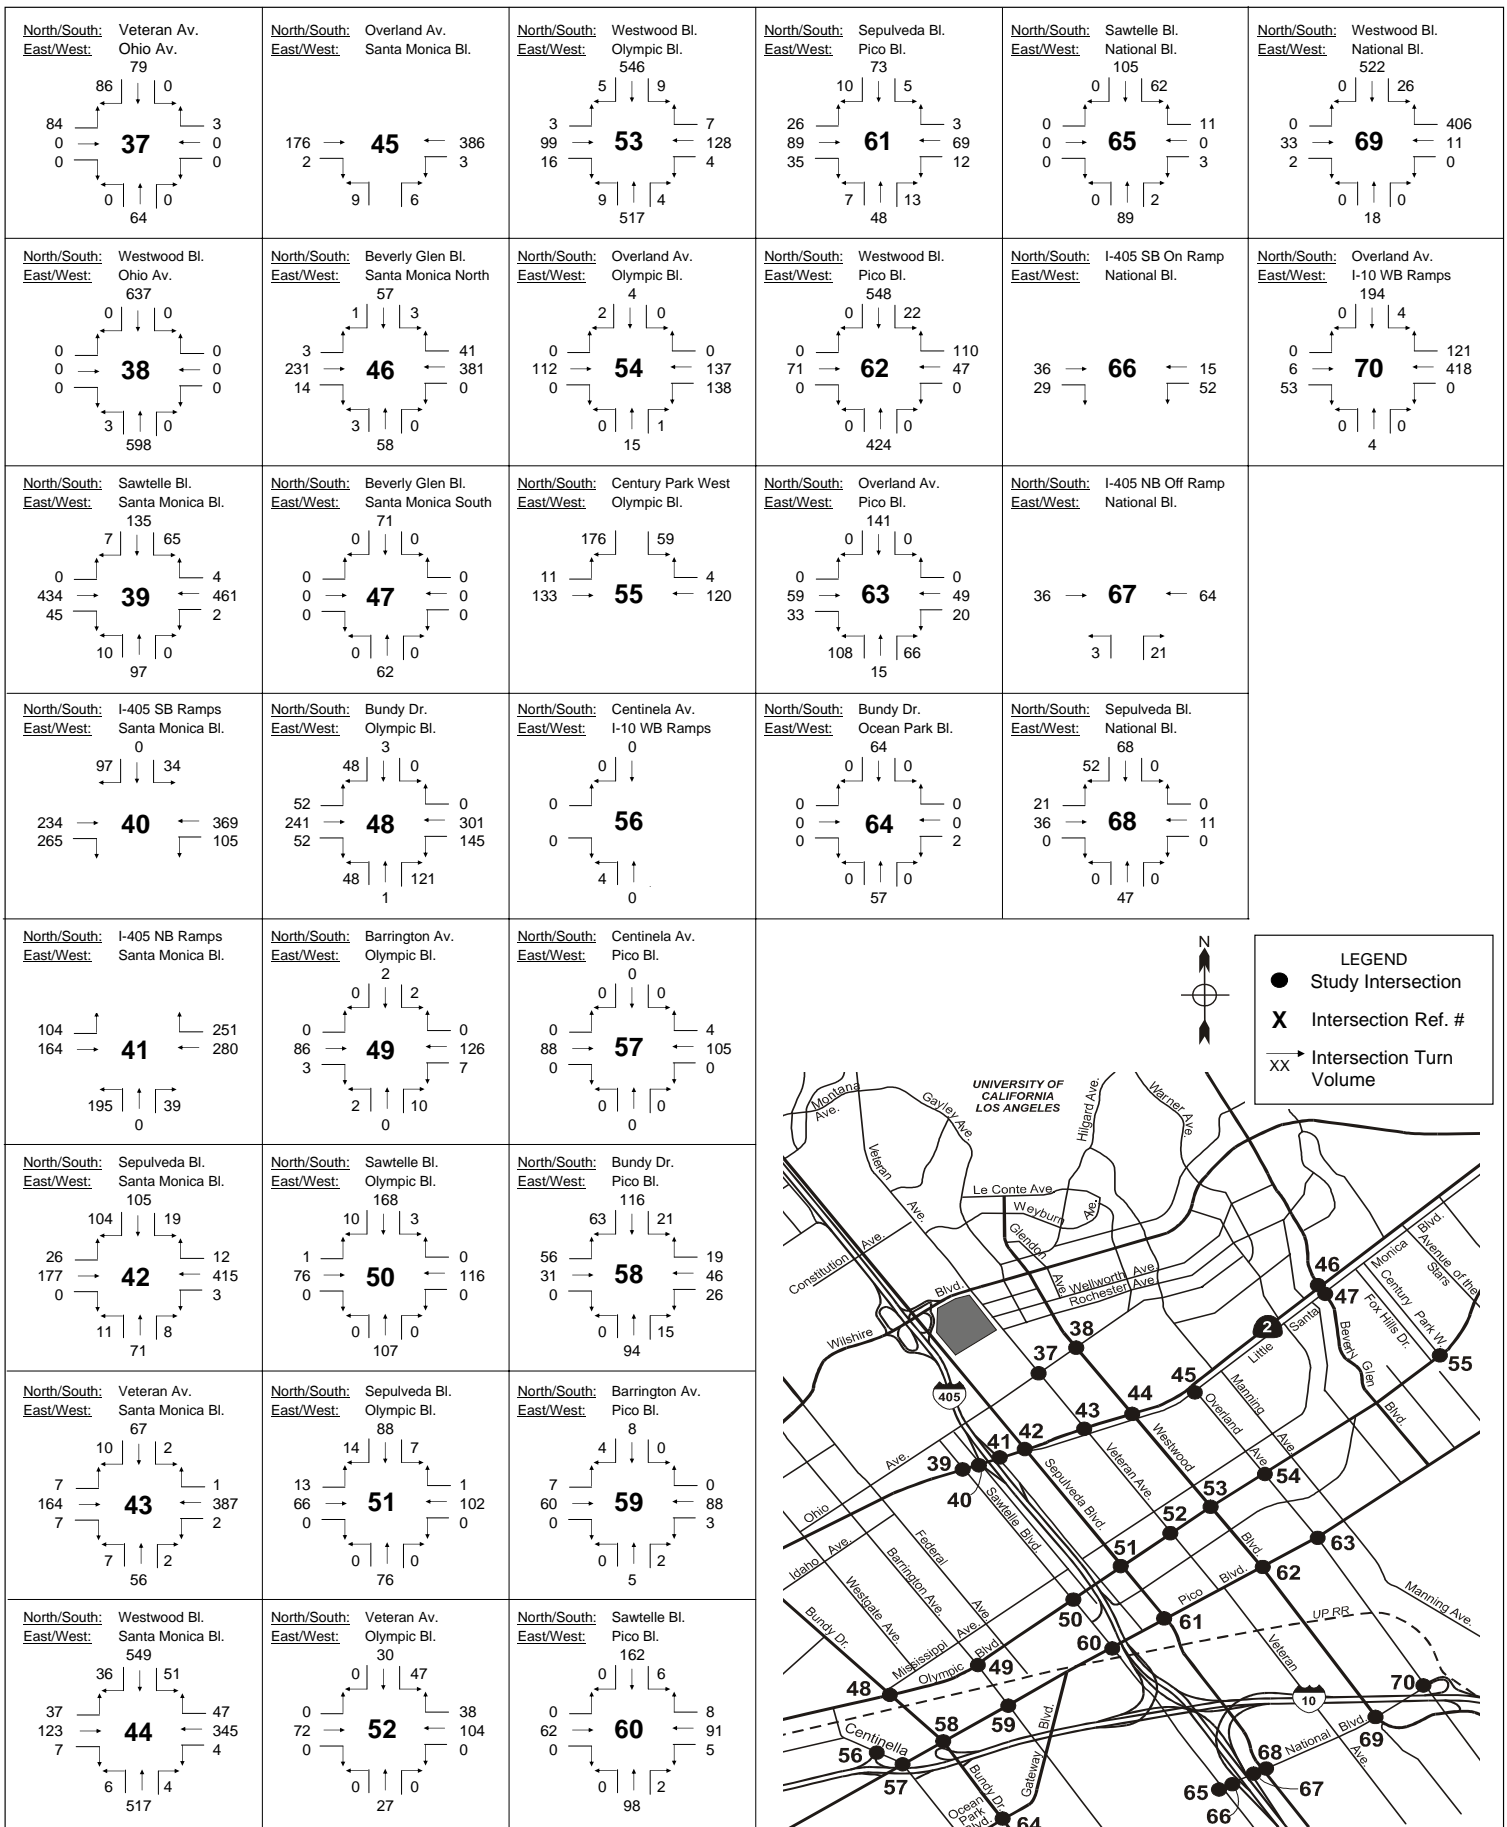 North/South: Veteran Av.
East/West: Ohio Av.
79
86 0
84 3
0 37 0
0 0
0 0
64
North/South: Overland Av.
East/West: Santa Monica Bl.
176 45 386
2 3
9 6
North/South: Westwood Bl.
East/West: Olympic Bl.
546
5 9
3 7
99 53 128
16 4
9 4
517
North/South: Sepulveda Bl.
East/West: Pico Bl.
73
10 5
26 3
89 61 69
35 12
7 13
48
North/South: Sawtelle Bl.
East/West: National Bl.
105
0 62
0 11
0 65 0
0 3
0 2
89
North/South: Westwood Bl.
East/West: National Bl.
522
0 26
0 406
33 69 11
2 0
0 0
18
North/South: Westwood Bl.
East/West: Ohio Av.
637
0 0
0 0
0 38 0
0 0
3 0
598
North/South: Beverly Glen Bl.
East/West: Santa Monica North
57
1 3
3 41
231 46 381
14 0
3 0
58
North/South: Overland Av.
East/West: Olympic Bl.
4
2 0
0 0
112 54 137
0 138
0 1
15
North/South: Westwood Bl.
East/West: Pico Bl.
548
0 22
0 110
71 62 47
0 0
0 0
424
North/South: I-405 SB On Ramp
East/West: National Bl.
36 66 15
29 52
North/South: Overland Av.
East/West: I-10 WB Ramps
194
0 4
0 121
6 70 418
53 0
0 0
4
North/South: Sawtelle Bl.
East/West: Santa Monica Bl.
135
7 65
0 4
434 39 461
45 2
10 0
97
North/South: Beverly Glen Bl.
East/West: Santa Monica South
71
0 0
0 0
0 47 0
0 0
0 0
62
North/South: Century Park West
East/West: Olympic Bl.
176 59
11 4
133 55 120
North/South: Overland Av.
East/West: Pico Bl.
141
0 0
0 0
59 63 49
33 20
108 66
15
North/South: I-405 NB Off Ramp
East/West: National Bl.
36 67 64
3 21
North/South: I-405 SB Ramps
East/West: Santa Monica Bl.
0
97 34
234 40 369
265 105
North/South: Bundy Dr.
East/West: Olympic Bl.
3
48 0
52 0
241 48 301
52 145
48 121
1
North/South: Centinela Av.
East/West: I-10 WB Ramps
0
0
0
56
0
4
0
North/South: Bundy Dr.
East/West: Ocean Park Bl.
64
0 0
0 0
0 64 0
0 2
0 0
57
North/South: Sepulveda Bl.
East/West: National Bl.
68
52 0
21 0
36 68 11
0 0
0 0
47
North/South: I-405 NB Ramps
East/West: Santa Monica Bl.
104 251
164 41 280
195 39
0
North/South: Barrington Av.
East/West: Olympic Bl.
2
0 2
0 0
86 49 126
3 7
2 10
0
North/South: Centinela Av.
East/West: Pico Bl.
0
0 0
0 4
88 57 105
0 0
0 0
0
North/South: Sepulveda Bl.
East/West: Santa Monica Bl.
105
104 19
26 12
177 42 415
0 3
11 8
71
North/South: Sawtelle Bl.
East/West: Olympic Bl.
168
10 3
1 0
76 50 116
0 0
0 0
107
North/South: Bundy Dr.
East/West: Pico Bl.
116
63 21
56 19
31 58 46
0 26
0 15
94
North/South: Veteran Av.
East/West: Santa Monica Bl.
67
10 2
7 1
164 43 387
7 2
7 2
56
North/South: Sepulveda Bl.
East/West: Olympic Bl.
88
14 7
13 1
66 51 102
0 0
0 0
76
North/South: Barrington Av.
East/West: Pico Bl.
8
4 0
7 0
60 59 88
0 3
0 2
5
North/South: Westwood Bl.
East/West: Santa Monica Bl.
549
36 51
37 47
123 44 345
7 4
6 4
517
North/South: Veteran Av.
East/West: Olympic Bl.
30
0 47
0 38
72 52 104
0 0
0 0
27
North/South: Sawtelle Bl.
East/West: Pico Bl.
162
0 6
0 8
62 60 91
0 5
0 2
98
N
LEGEND
Study Intersection
X Intersection Ref. #
XX Intersection Turn
Volume
UNIVERSITY OF
CALIFORNIA
LOS ANGELES
Montana
Ave.
Gayley Ave.
Hilgard Ave.
Warner Ave.
Veteran
Ave.
Le Conte Ave.
Weyburn
Ave.
Glendon
Ave.
Constitution Ave.
Wellworth Ave.
Rochester Ave.
Wilshire
Blvd.
Monica
Blvd.
Avenue of the
Stars
Century
Park W.
Fox Hills Dr.
46
47
2
Santa
Little
Beverly
Glen
Blvd.
55
38
37
45
44
43
42
41
405
39
40
Overland
Ave.
Manning
Ave.
Westwood
Blvd.
Veteran Ave.
Sepulveda Blvd.
Sawtelle Blvd.
Ohio
Ave.
Idaho Ave.
Federal
Ave.
Barrington Ave.
Westgate Ave.
Bundy Dr.
Mississippi Ave.
Olympic Blvd.
54
53
52
51
50
63
62
61
60
Pico Blvd.
Manning Ave.
UP RR
Veteran
Ave.
10
70
69
National Blvd.
68
67
66
65
48
49
59
58
57
56
Centinella
Bundy Dr.
Gateway Blvd.
Ocean
Park
Blvd.
64